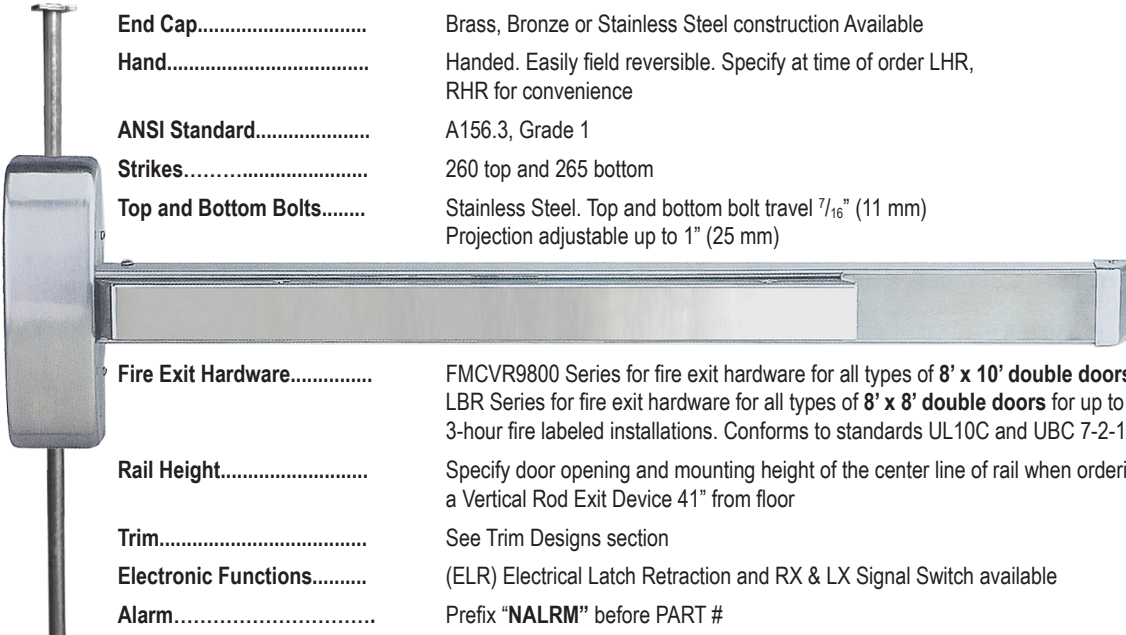 End Cap............................... Brass, Bronze or Stainless Steel construction Available
Hand..................................... Handed. Easily field reversible. Specify at time of order LHR,
RHR for convenience
ANSI Standard..................... A156.3, Grade 1
Strikes………....................... 260 top and 265 bottom
Top and Bottom Bolts........ Stainless Steel. Top and bottom bolt travel 7/16” (11 mm)
Projection adjustable up to 1” (25 mm)
Fire Exit Hardware............... FMCVR9800 Series for fire exit hardware for all types of 8’ x 10’ double doors
LBR Series for fire exit hardware for all types of 8’ x 8’ double doors for up to
3-hour fire labeled installations. Conforms to standards UL10C and UBC 7-2-1
Rail Height........................... Specify door opening and mounting height of the center line of rail when orderi
a Vertical Rod Exit Device 41” from floor
Trim...................................... See Trim Designs section
Electronic Functions.......... (ELR) Electrical Latch Retraction and RX & LX Signal Switch available
Alarm…………………………. Prefix “NALRM” before PART #